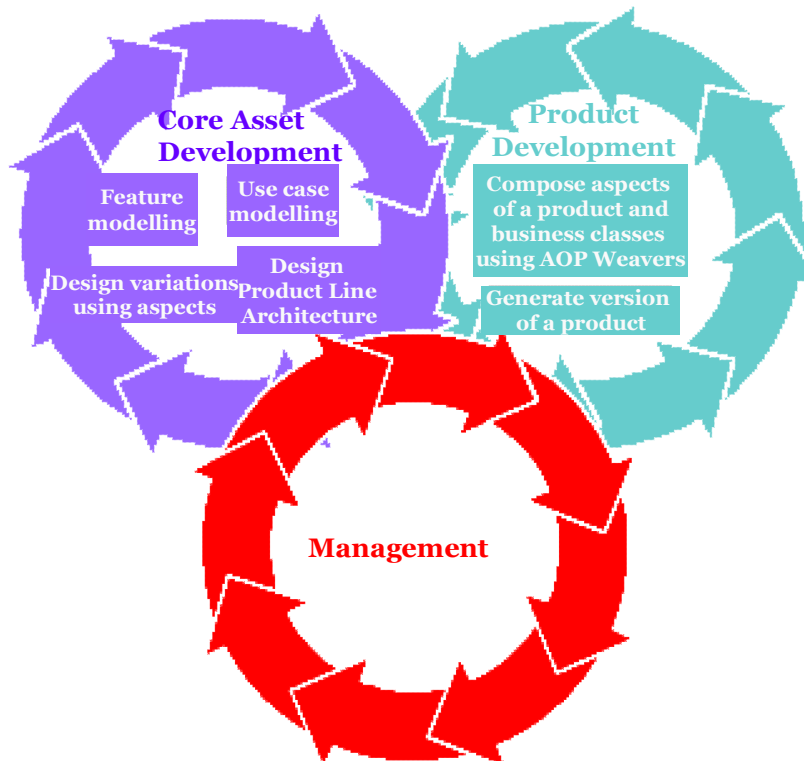 Core Asset
Development
Feature
modelling
Use case
modelling
Design variations
using aspects
Design
Product Line
Architecture
Product
Development
Compose aspects
of a product and
business classes
using AOP Weavers
Generate version
of a product
Management